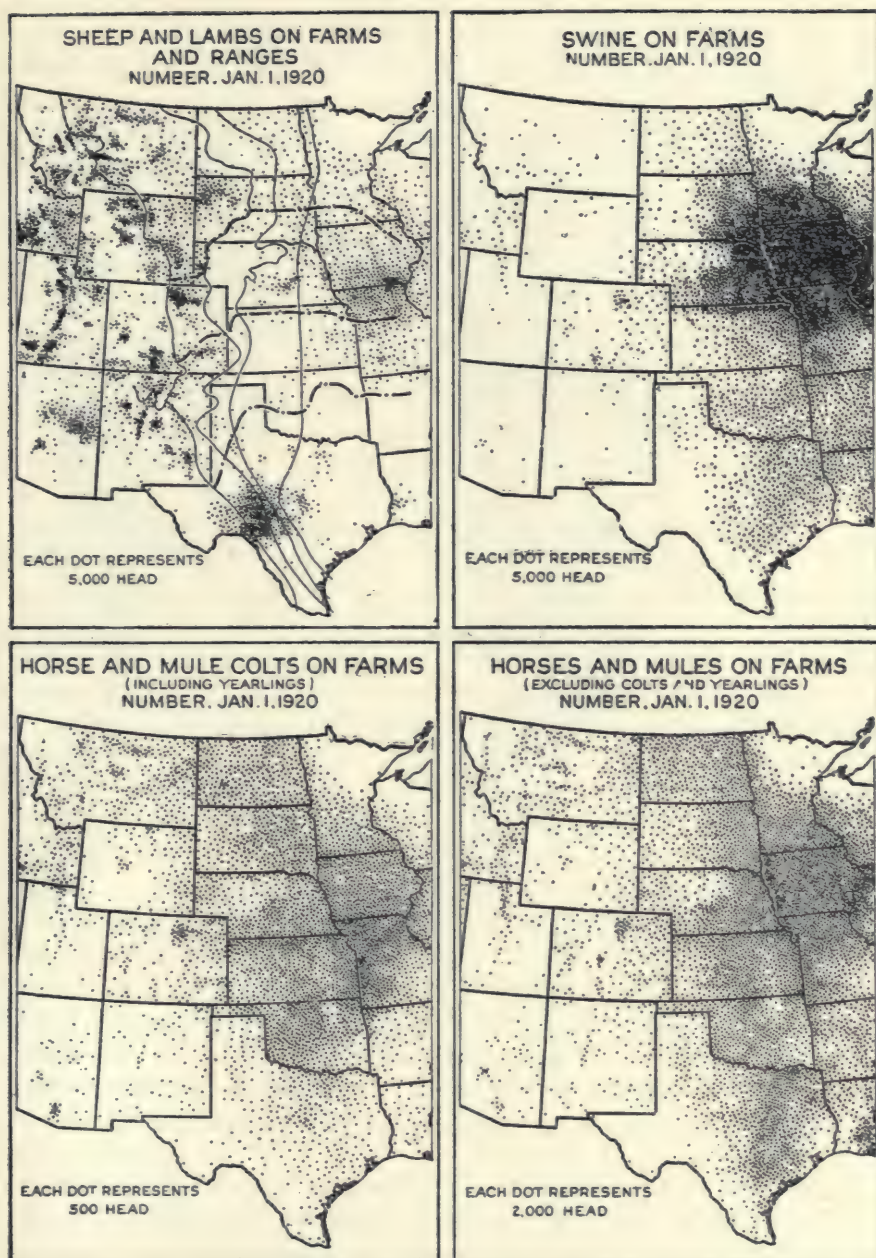 SHEEP AND LAMBS ON FARMS
AND RANGES
NUMBER, JAN. 1, 1920
EACH DOT REPRESENTS
5,000 HEAD
SWINE ON FARMS
NUMBER, JAN. 1, 1920
EACH DOT REPRESENTS
5,000 HEAD
HORSE AND MULE COLTS ON FARMS
(INCLUDING YEARLINGS)
NUMBER, JAN. 1, 1920
EACH DOT REPRESENTS
500 HEAD
HORSES AND MULES ON FARMS
(EXCLUDING COLTS AND YEARLINGS)
NUMBER, JAN. 1, 1920
EACH DOT REPRESENTS
2,000 HEAD